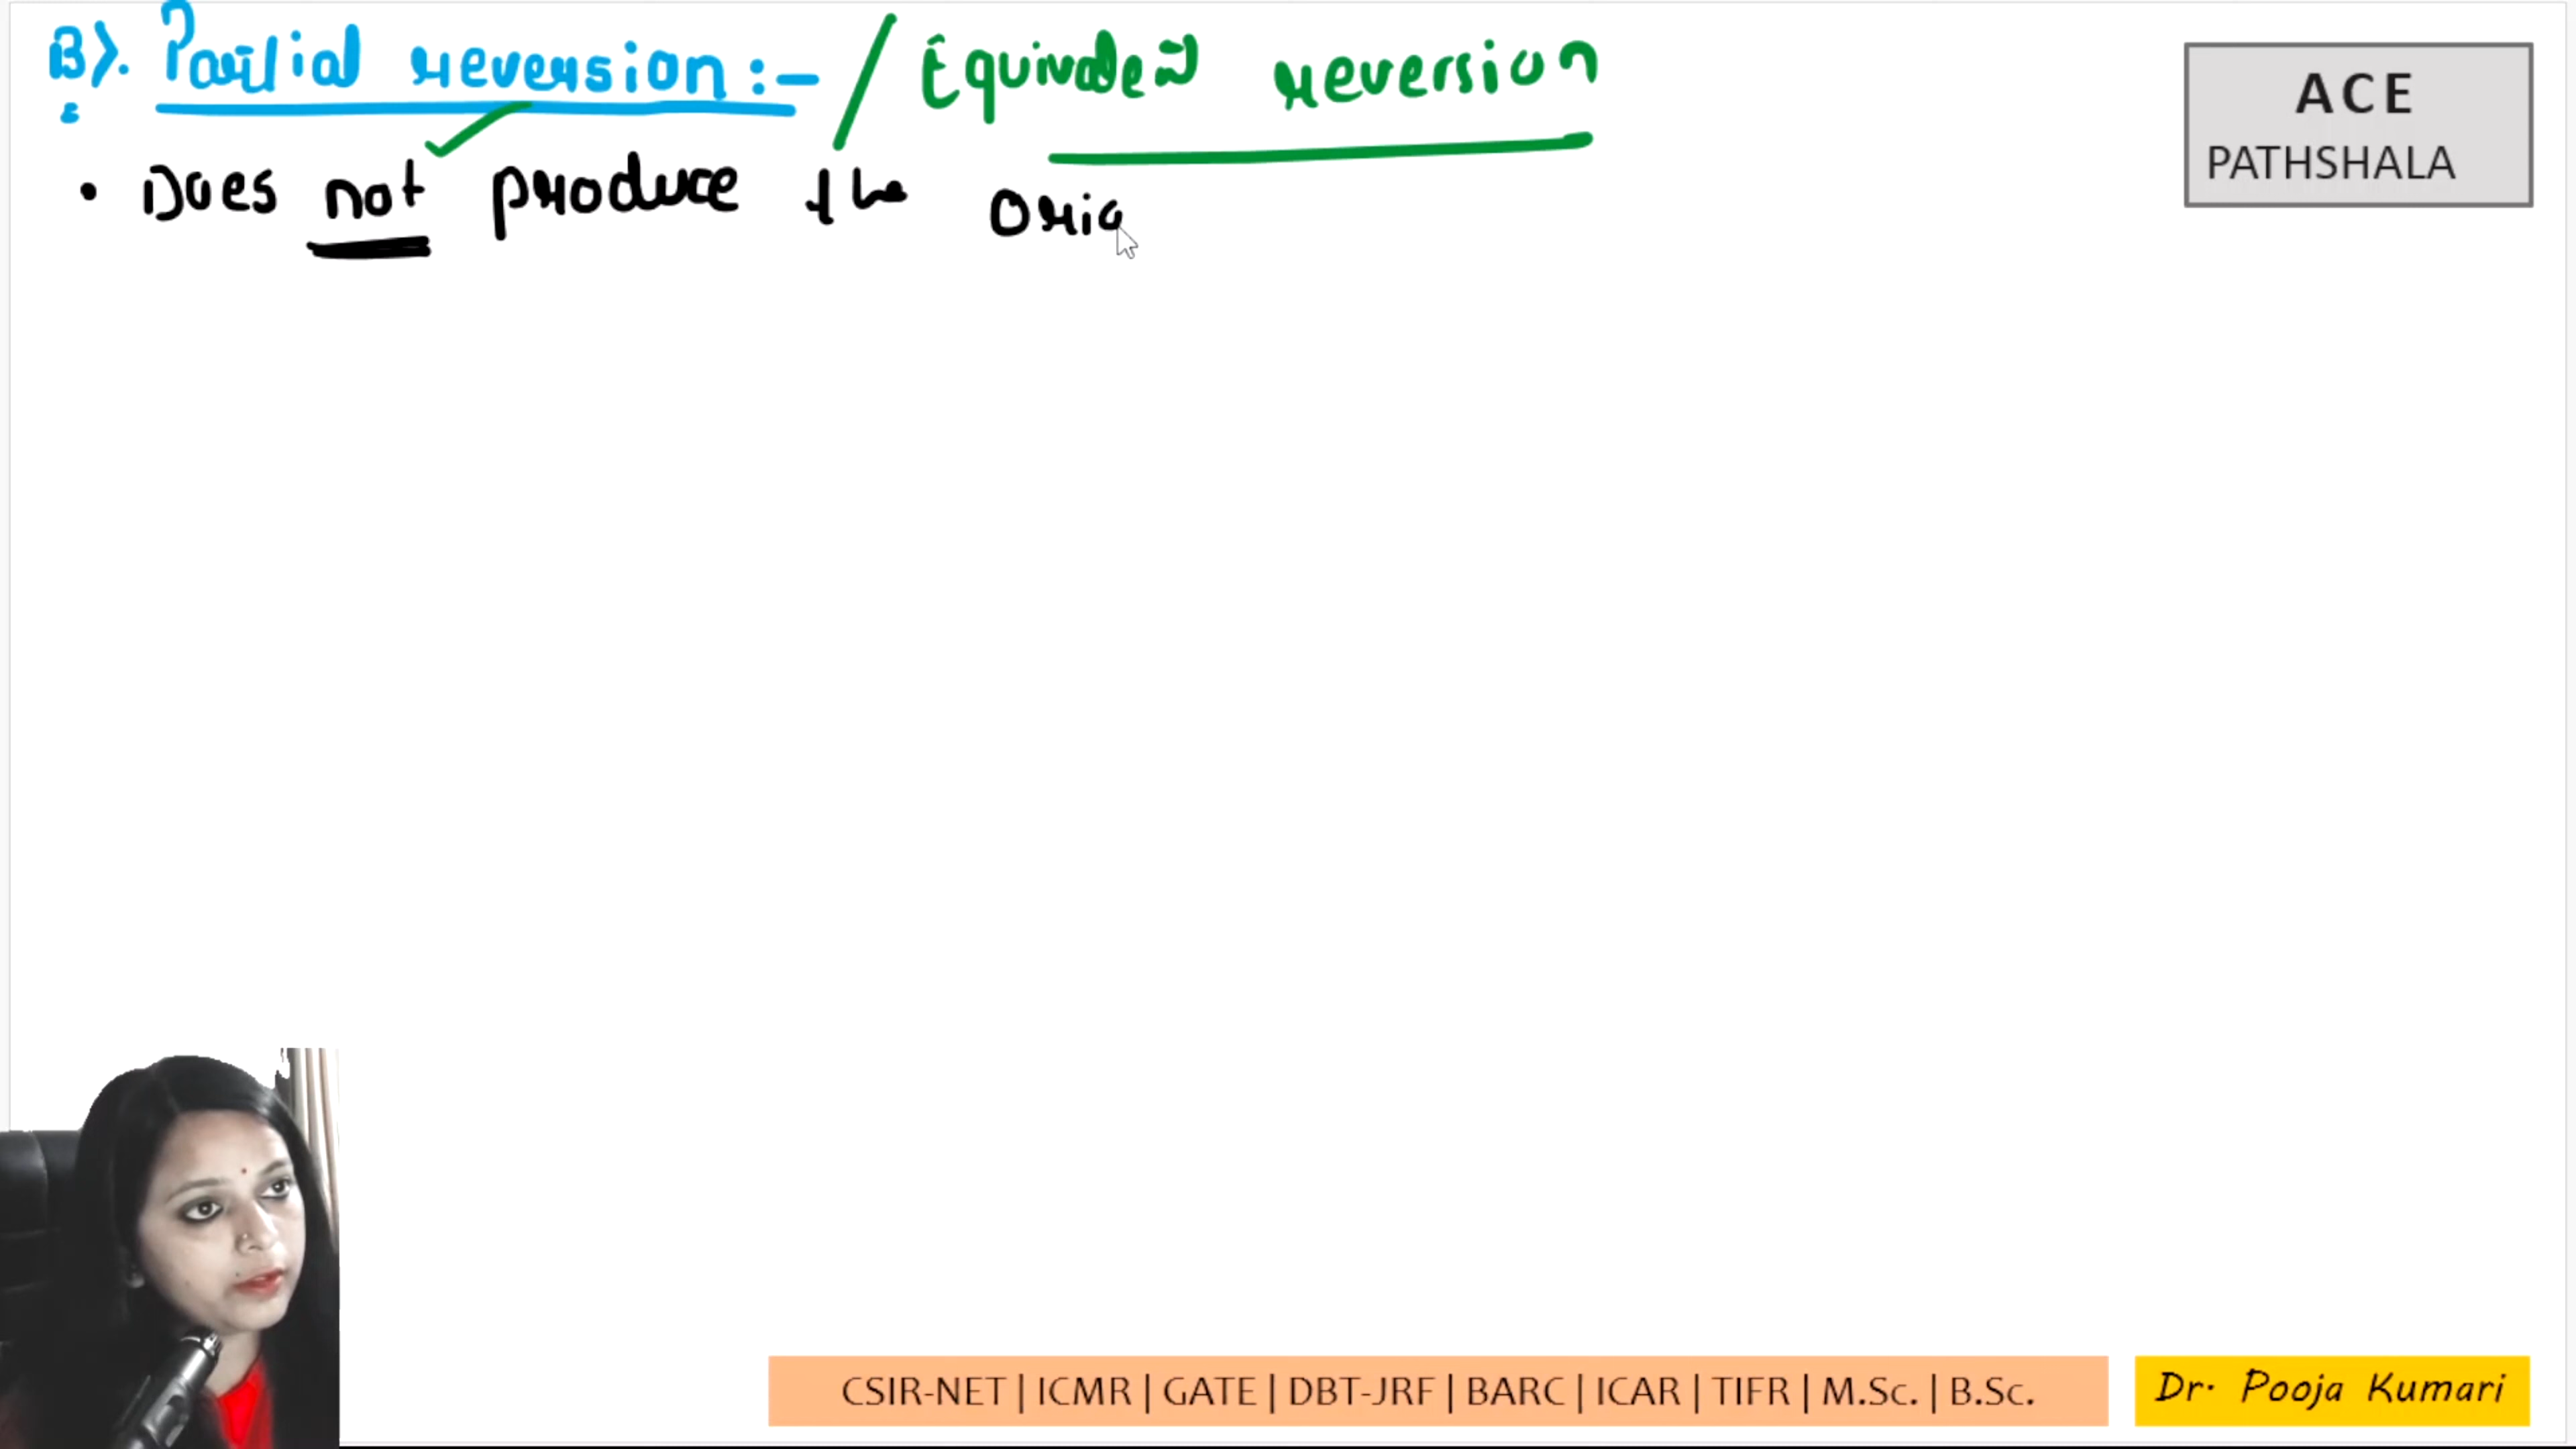 B). Partial reversion :- / Equivalent reversion
ACE
PATHSHALA
• Does not produce the orig
CSIR-NET | ICMR | GATE | DBT-JRF | BARC | ICAR | TIFR | M.Sc. | B.Sc.
Dr. Pooja Kumari